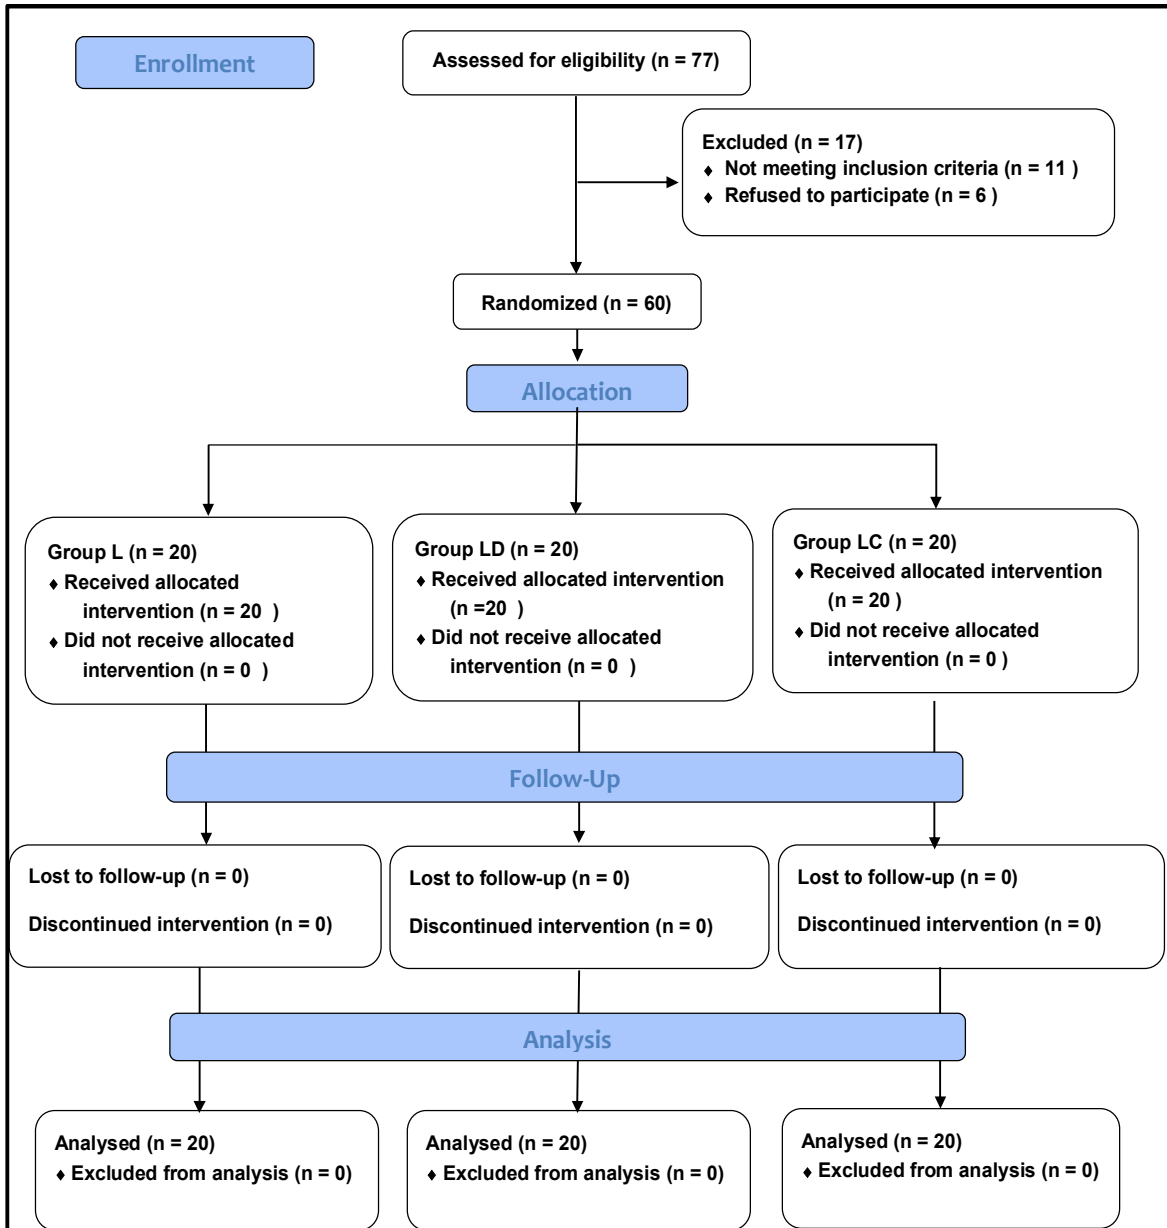 Enrollment
Assessed for eligibility (n = 77)
Excluded (n = 17)
♦ Not meeting inclusion criteria (n = 11 )
♦ Refused to participate (n = 6 )
Randomized (n = 60)
Allocation
Group L (n = 20)
♦ Received allocated
intervention (n = 20 )
♦ Did not receive allocated
intervention (n = 0 )
Group LD (n = 20)
♦ Received allocated intervention
(n =20 )
♦ Did not receive allocated
intervention (n = 0 )
Group LC (n = 20)
♦ Received allocated intervention
(n = 20 )
♦ Did not receive allocated
intervention (n = 0 )
Follow-Up
Lost to follow-up (n = 0)
Discontinued intervention (n = 0)
Lost to follow-up (n = 0)
Discontinued intervention (n = 0)
Lost to follow-up (n = 0)
Discontinued intervention (n = 0)
Analysis
Analysed (n = 20)
♦ Excluded from analysis (n = 0)
Analysed (n = 20)
♦ Excluded from analysis (n = 0)
Analysed (n = 20)
♦ Excluded from analysis (n = 0)